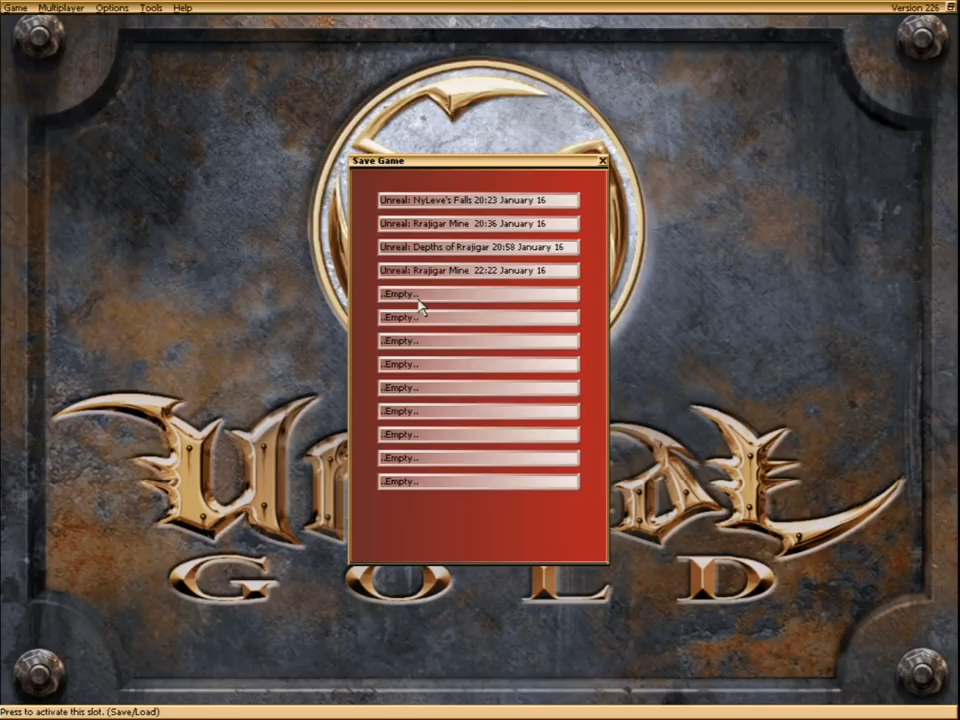 Game Multiplayer Options Tools Help Version 226
Save Game
Unreal: NyLeve's Falls 20:23 January 16
Unreal: Rrajigar Mine 20:36 January 16
Unreal: Depths of Rrajigar 20:58 January 16
Unreal: Rrajigar Mine 22:22 January 16
..Empty..
..Empty..
..Empty..
..Empty..
..Empty..
..Empty..
..Empty..
..Empty..
..Empty..
Unreal
GOLD
Press to activate this slot. (Save/Load)